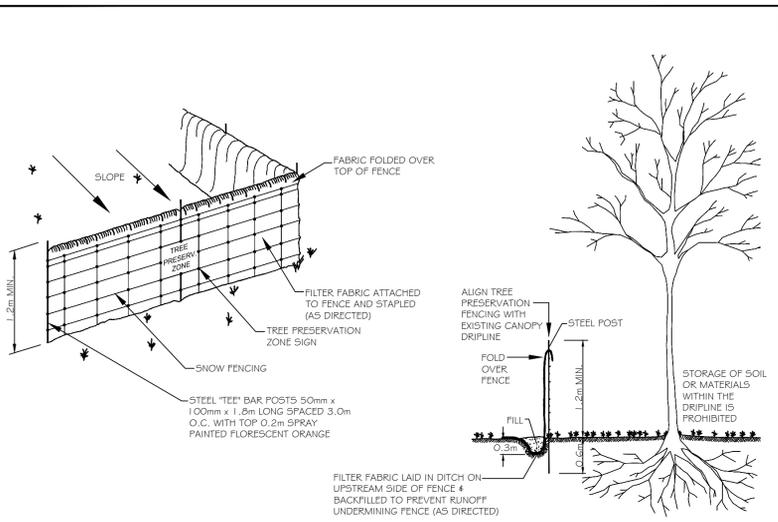 SLOPE
FABRIC FOLDED OVER
TOP OF FENCE
TREE
PRESERV.
ZONE
1.2m MIN.
FILTER FABRIC ATTACHED
TO FENCE AND STAPLED
(AS DIRECTED)
TREE PRESERVATION
ZONE SIGN
SNOW FENCING
STEEL "TEE" BAR POSTS 50mm x
100mm x 1.8m LONG SPACED 3.0m
O.C. WITH TOP 0.2m SPRAY
PAINTED FLORESCENT ORANGE
ALIGN TREE
PRESERVATION
FENCING WITH
EXISTING CANOPY
DRIPLINE
STEEL POST
FOLD
OVER
FENCE
1.2m MIN.
FILL
0.3m
0.6m
STORAGE OF SOIL
OR MATERIALS
WITHIN THE
DRIPLINE IS
PROHIBITED
FILTER FABRIC LAID IN DITCH ON
UPSTREAM SIDE OF FENCE &
BACKFILLED TO PREVENT RUNOFF
UNDERMINING FENCE (AS DIRECTED)